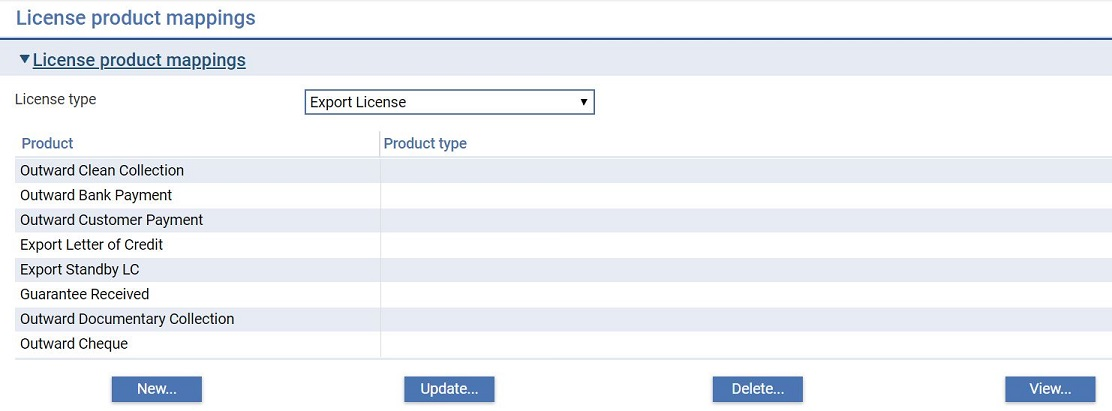 License product mappings
License product mappings
License type Export License
Product Product type
Outward Clean Collection
Outward Bank Payment
Outward Customer Payment
Export Letter of Credit
Export Standby LC
Guarantee Received
Outward Documentary Collection
Outward Cheque
New... Update... Delete... View...